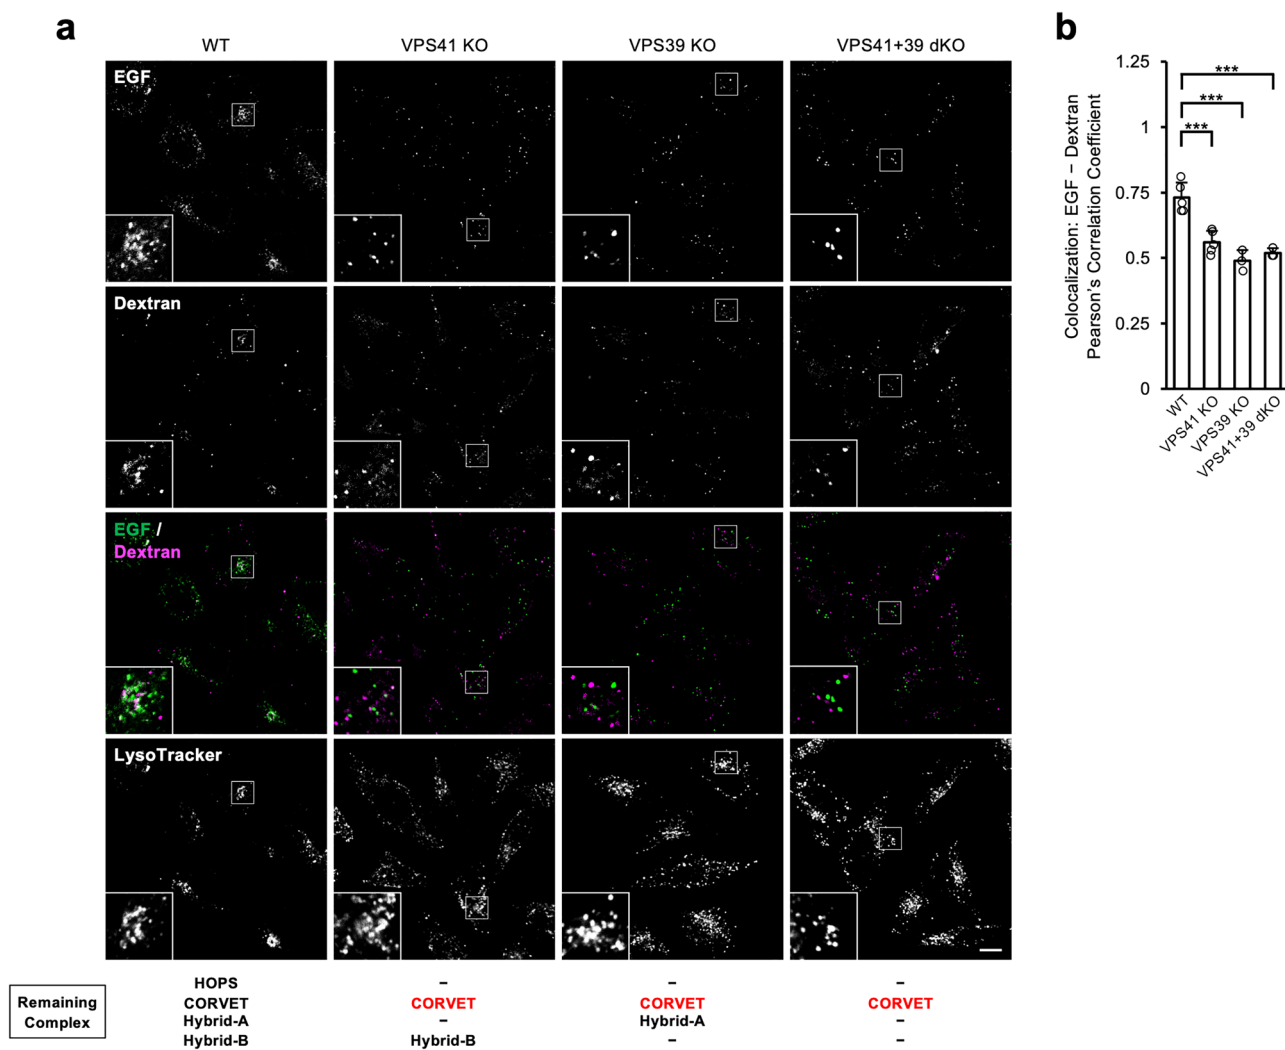 a
WT
VPS41 KO
VPS39 KO
VPS41+39 dKO
EGF
Dextran
EGF /
Dextran
LysoTracker
Remaining
Complex
HOPS
CORVET
Hybrid-A
Hybrid-B
–
CORVET
–
Hybrid-B
–
CORVET
Hybrid-A
–
–
CORVET
–
–
b
Colocalization: EGF – Dextran
Pearson's Correlation Coefficient
1.25
1
0.75
0.5
0.25
0
***
***
***
WT
VPS41 KO
VPS39 KO
VPS41+39 dKO